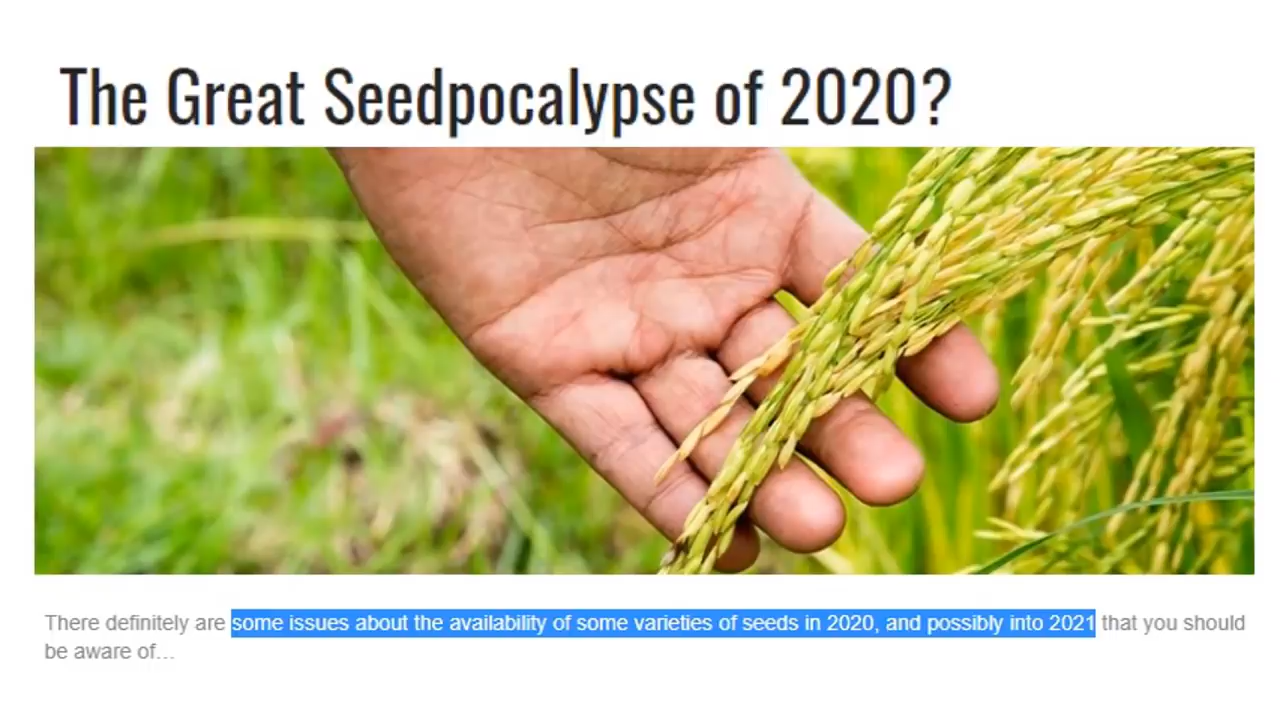 The Great Seedpocalypse of 2020?
There definitely are some issues about the availability of some varieties of seeds in 2020, and possibly into 2021 that you should
be aware of...